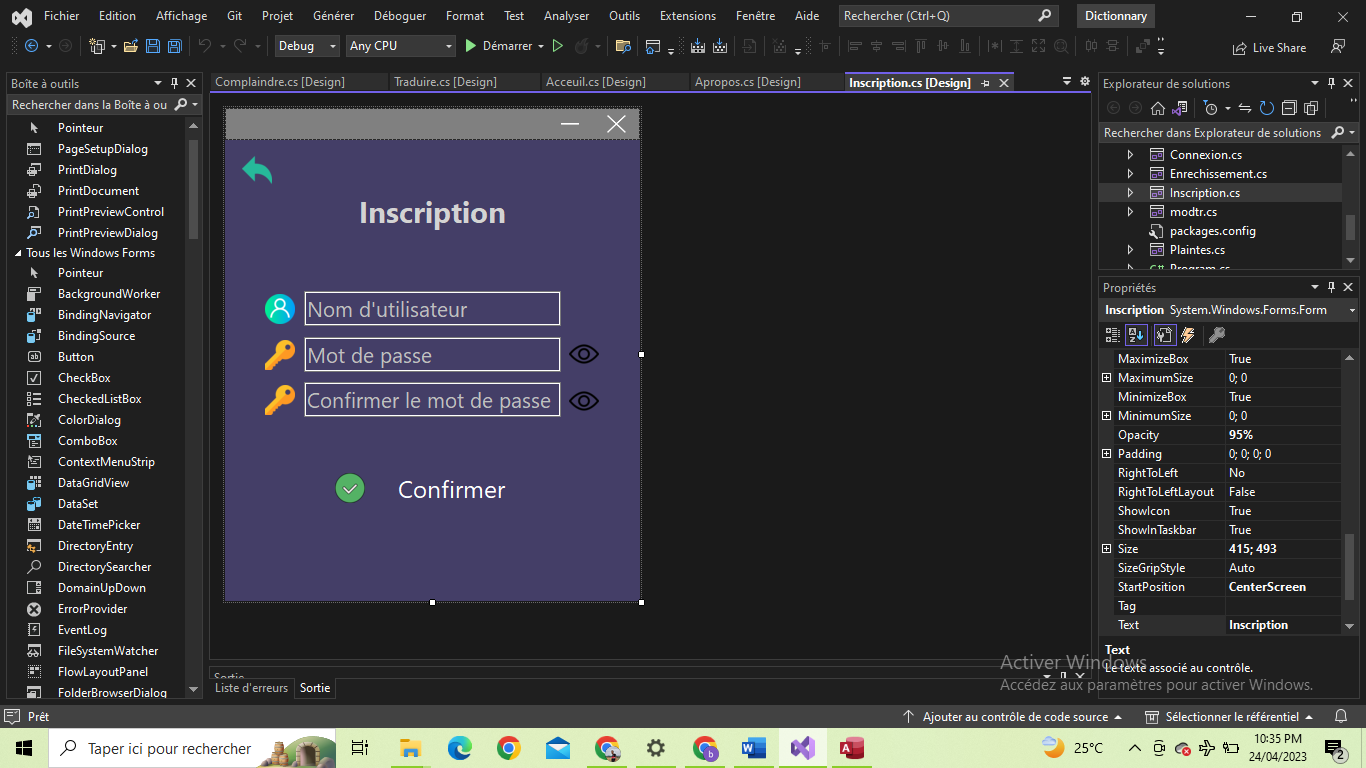 Fichier Edition Affichage Git Projet Générer Déboguer Format Test Analyser Outils Extensions Fenêtre Aide Rechercher (Ctrl+Q) Dictionnary
Debug Any CPU Démarrer Live Share
Boîte à outils
Rechercher dans la Boîte à ou
Pointeur
PageSetupDialog
PrintDialog
PrintDocument
PrintPreviewControl
PrintPreviewDialog
Tous les Windows Forms
Pointeur
BackgroundWorker
BindingNavigator
BindingSource
Button
CheckBox
CheckedListBox
ColorDialog
ComboBox
ContextMenuStrip
DataGridView
DataSet
DateTimePicker
DirectoryEntry
DirectorySearcher
DomainUpDown
ErrorProvider
EventLog
FileSystemWatcher
FlowLayoutPanel
FolderBrowserDialog
Complaindre.cs [Design] Traduire.cs [Design] Acceuil.cs [Design] Apropos.cs [Design] Inscription.cs [Design]
Inscription
Nom d'utilisateur
Mot de passe
Confirmer le mot de passe
Confirmer
Sortie
Liste d'erreurs Sortie
Explorateur de solutions
Rechercher dans Explorateur de solutions
Connexion.cs
Enrechissement.cs
Inscription.cs
modtr.cs
packages.config
Plaintes.cs
C# Program.cs
Propriétés
Inscription System.Windows.Forms.Form
MaximizeBox True
MaximumSize 0; 0
MinimizeBox True
MinimumSize 0; 0
Opacity 95%
Padding 0; 0; 0; 0
RightToLeft No
RightToLeftLayout False
ShowIcon True
ShowInTaskbar True
Size 415; 493
SizeGripStyle Auto
StartPosition CenterScreen
Tag
Text Inscription
Text
Le texte associé au contrôle.
Activer Windows
Accédez aux paramètres pour activer Windows.
Prêt Ajouter au contrôle de code source Sélectionner le référentiel
Taper ici pour rechercher 25°C 10:35 PM
24/04/2023 2